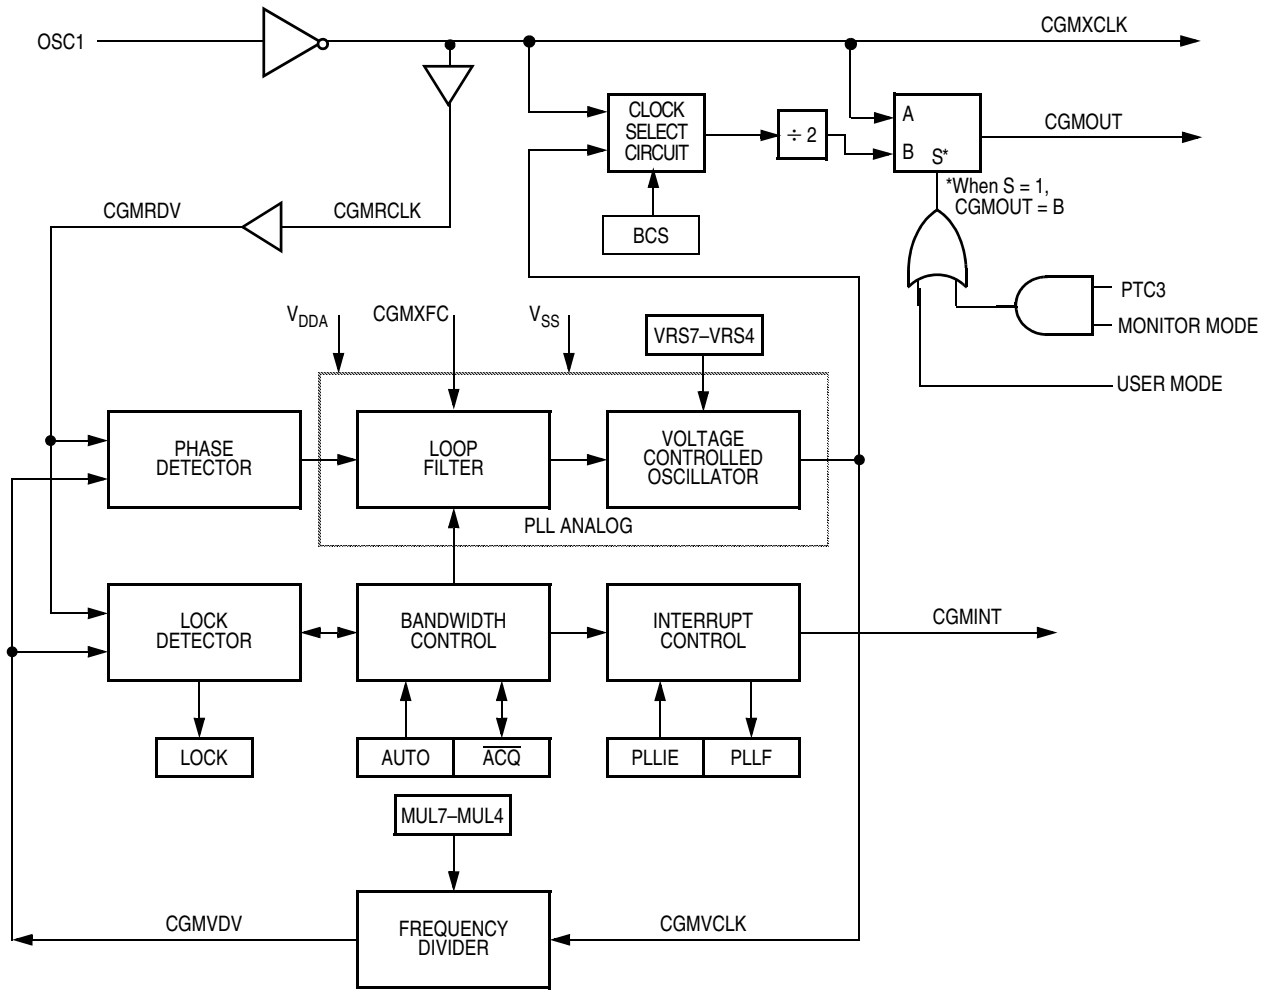 CGMXCLK
OSC1
CLOCK
SELECT
CIRCUIT
÷ 2
A
B
S*
CGMOUT
*When S = 1,
CGMOUT = B
CGMRDV
CGMRCLK
BCS
PTC3
MONITOR MODE
USER MODE
VDDA
CGMXFC
VSS
VRS7–VRS4
PHASE
DETECTOR
LOOP
FILTER
VOLTAGE
CONTROLLED
OSCILLATOR
PLL ANALOG
LOCK
DETECTOR
BANDWIDTH
CONTROL
INTERRUPT
CONTROL
CGMINT
LOCK
AUTO
ACQ
PLLIE
PLLF
MUL7–MUL4
CGMVDV
FREQUENCY
DIVIDER
CGMVCLK